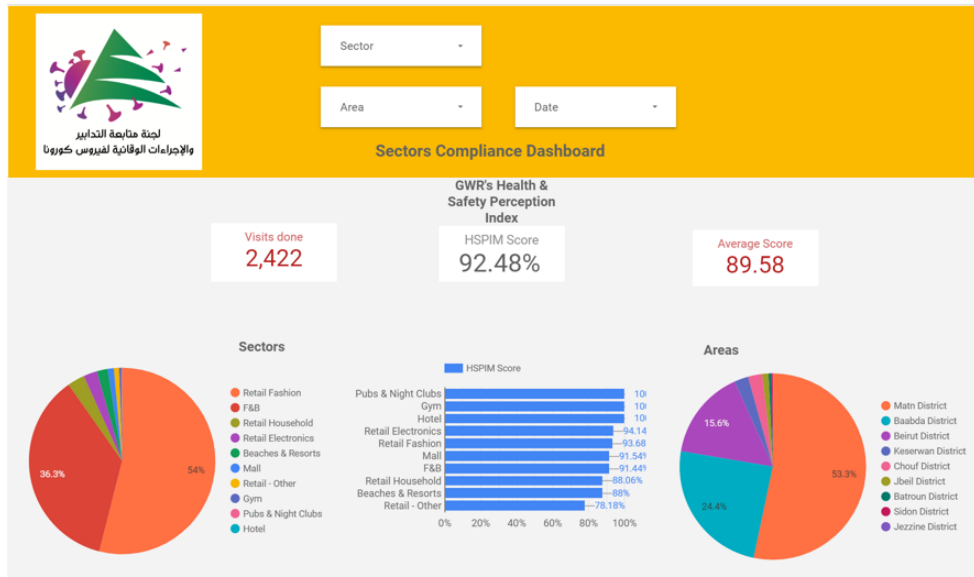 لجنة متابعة التدابير
والإجراءات الوقائية لفيروس كورونا
Sector
Area
Date
Sectors Compliance Dashboard
GWR's Health &
Safety Perception
Index
Visits done
2,422
HSPIM Score
92.48%
Average Score
89.58
Sectors
54%
36.3%
Retail Fashion
F&B
Retail Household
Retail Electronics
Beaches & Resorts
Mall
Retail - Other
Gym
Pubs & Night Clubs
Hotel
HSPIM Score
Pubs & Night Clubs 10
Gym 10
Hotel 10
Retail Electronics 94.14
Retail Fashion 93.68
Mall 91.54%
F&B 91.44%
Retail Household 88.06%
Beaches & Resorts 88%
Retail - Other 78.18%
0% 20% 40% 60% 80% 100%
Areas
15.6%
24.4%
53.3%
Matn District
Baabda District
Beirut District
Keserwan District
Chouf District
Jbeil District
Batroun District
Sidon District
Jezzine District